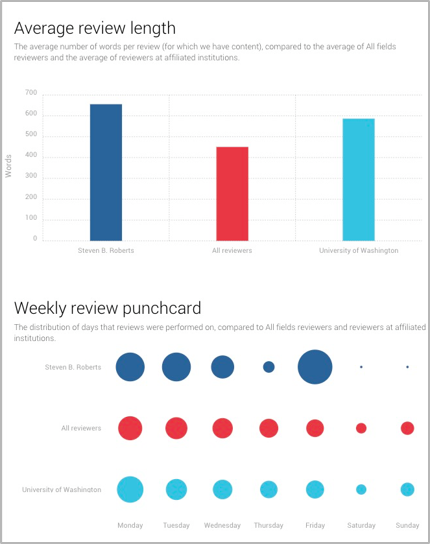 Average review length
The average number of words per review (for which we have content), compared to the average of All fields
reviewers and the average of reviewers at affiliated institutions.
700
600
500
400
300
200
100
0
Words
Steven B. Roberts
All reviewers
University of Washington
Weekly review punchcard
The distribution of days that reviews were performed on, compared to All fields reviewers and reviewers at affiliated
institutions.
Steven B. Roberts
All reviewers
University of Washington
Monday
Tuesday
Wednesday
Thursday
Friday
Saturday
Sunday